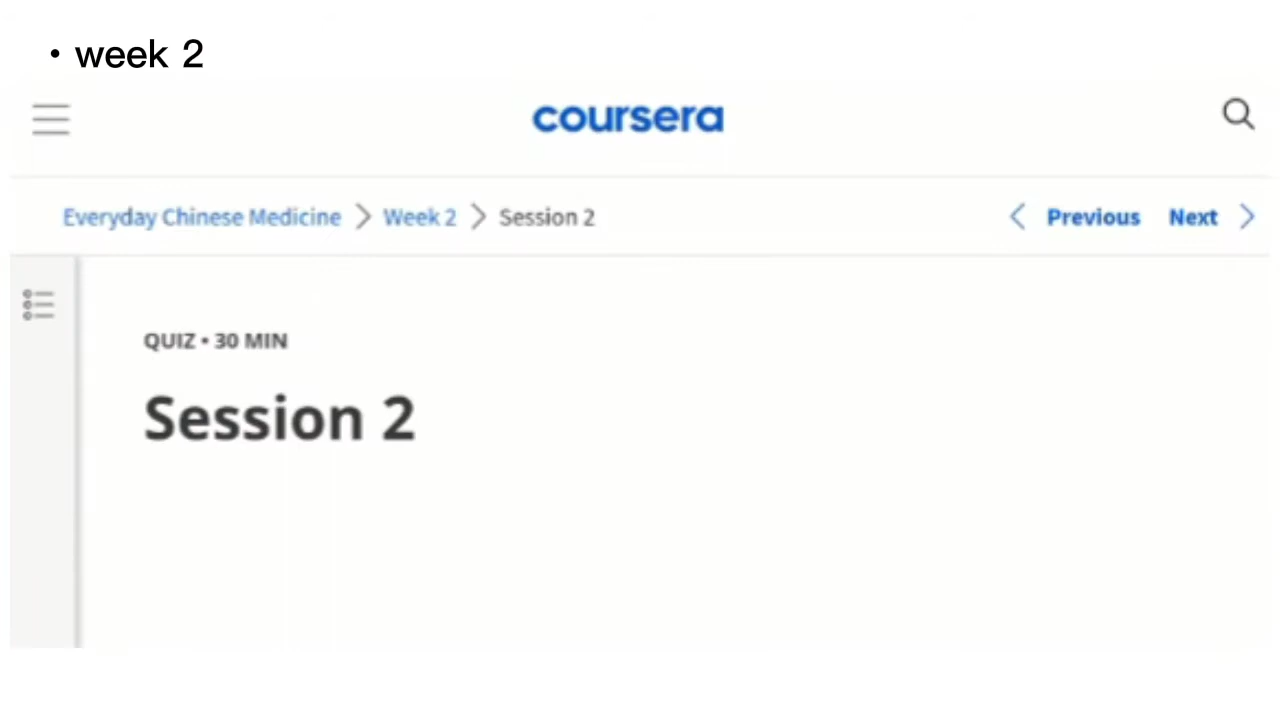 • week 2
coursera
Everyday Chinese Medicine > Week 2 > Session 2
< Previous Next >
QUIZ • 30 MIN
Session 2